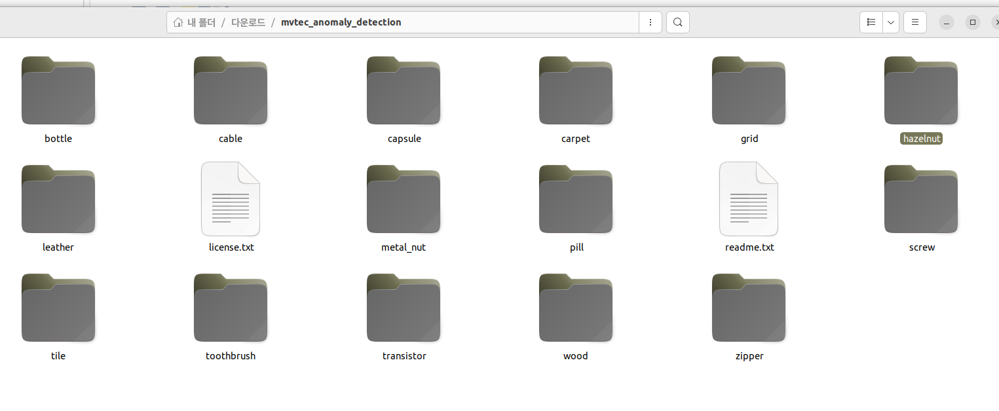 내 폴더 / 다운로드 / mvtec_anomaly_detection
bottle cable capsule carpet grid hazelnut
leather license.txt metal_nut pill readme.txt screw
tile toothbrush transistor wood zipper